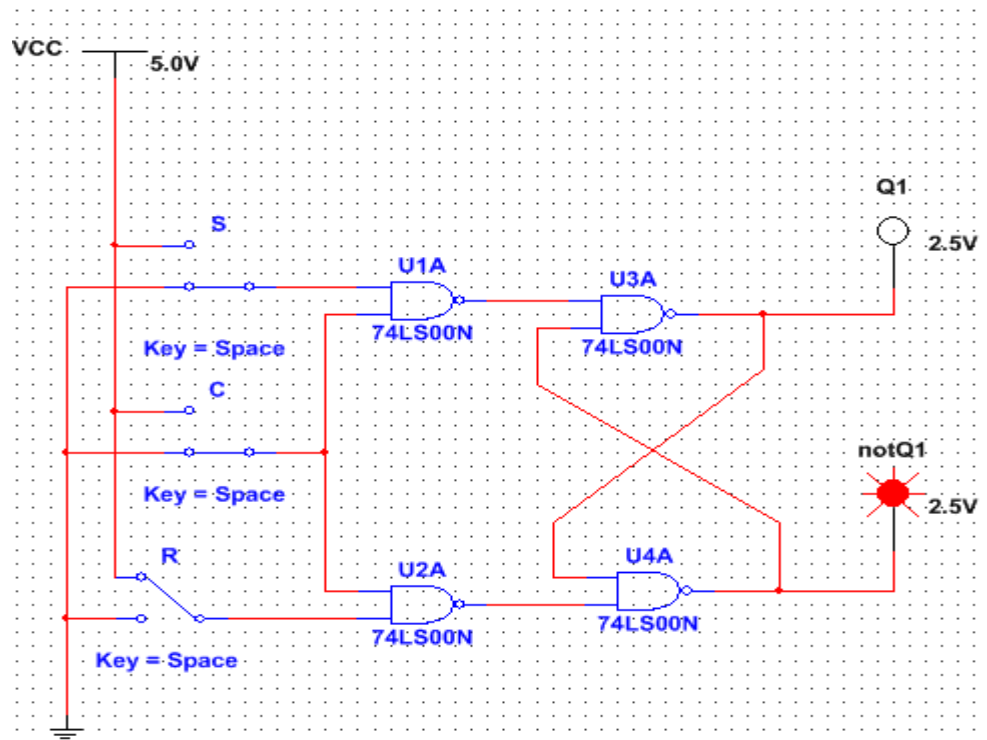 VCC
5.0V
Q1
2.5V
S
U1A
U3A
74LS00N
74LS00N
Key = Space
C
notQ1
2.5V
Key = Space
R
U2A
U4A
74LS00N
74LS00N
Key = Space